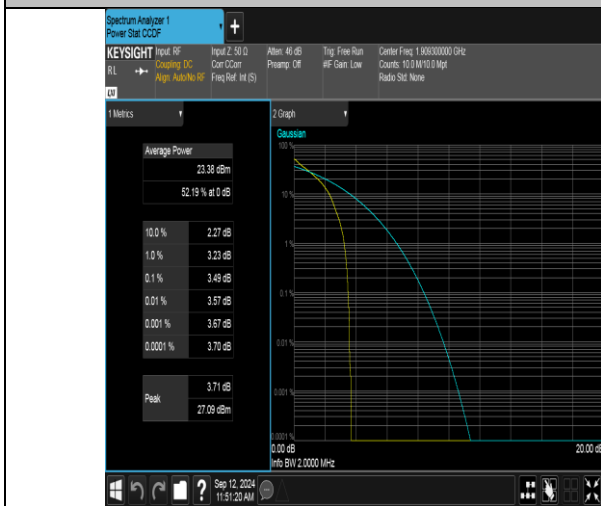 Spectrum Analyzer 1
Power Stat CCDF
+
KEYSIGHT Input: RF Input Z: 50 Ω Atten: 46 dB Trig: Free Run Center Freq: 1.909300000 GHz
RL Coupling: DC Corr CCorr Preamp: Off #IF Gain: Low Counts: 10.0 M/10.0 Mpt
Align: Auto/No RF Freq Ref: Int (S) Radio Std: None
1 Metrics
Average Power
23.38 dBm
52.19 % at 0 dB
10.0 % 2.27 dB
1.0 % 3.23 dB
0.1 % 3.49 dB
0.01 % 3.57 dB
0.001 % 3.67 dB
0.0001 % 3.70 dB
Peak
3.71 dB
27.09 dBm
2 Graph
Gaussian
100 %
10 %
1 %
0.1 %
0.01 %
0.001 %
0.0001 %
0.00 dB 20.00 dB
Info BW 2.0000 MHz
? Sep 12, 2024
11:51:20 AM